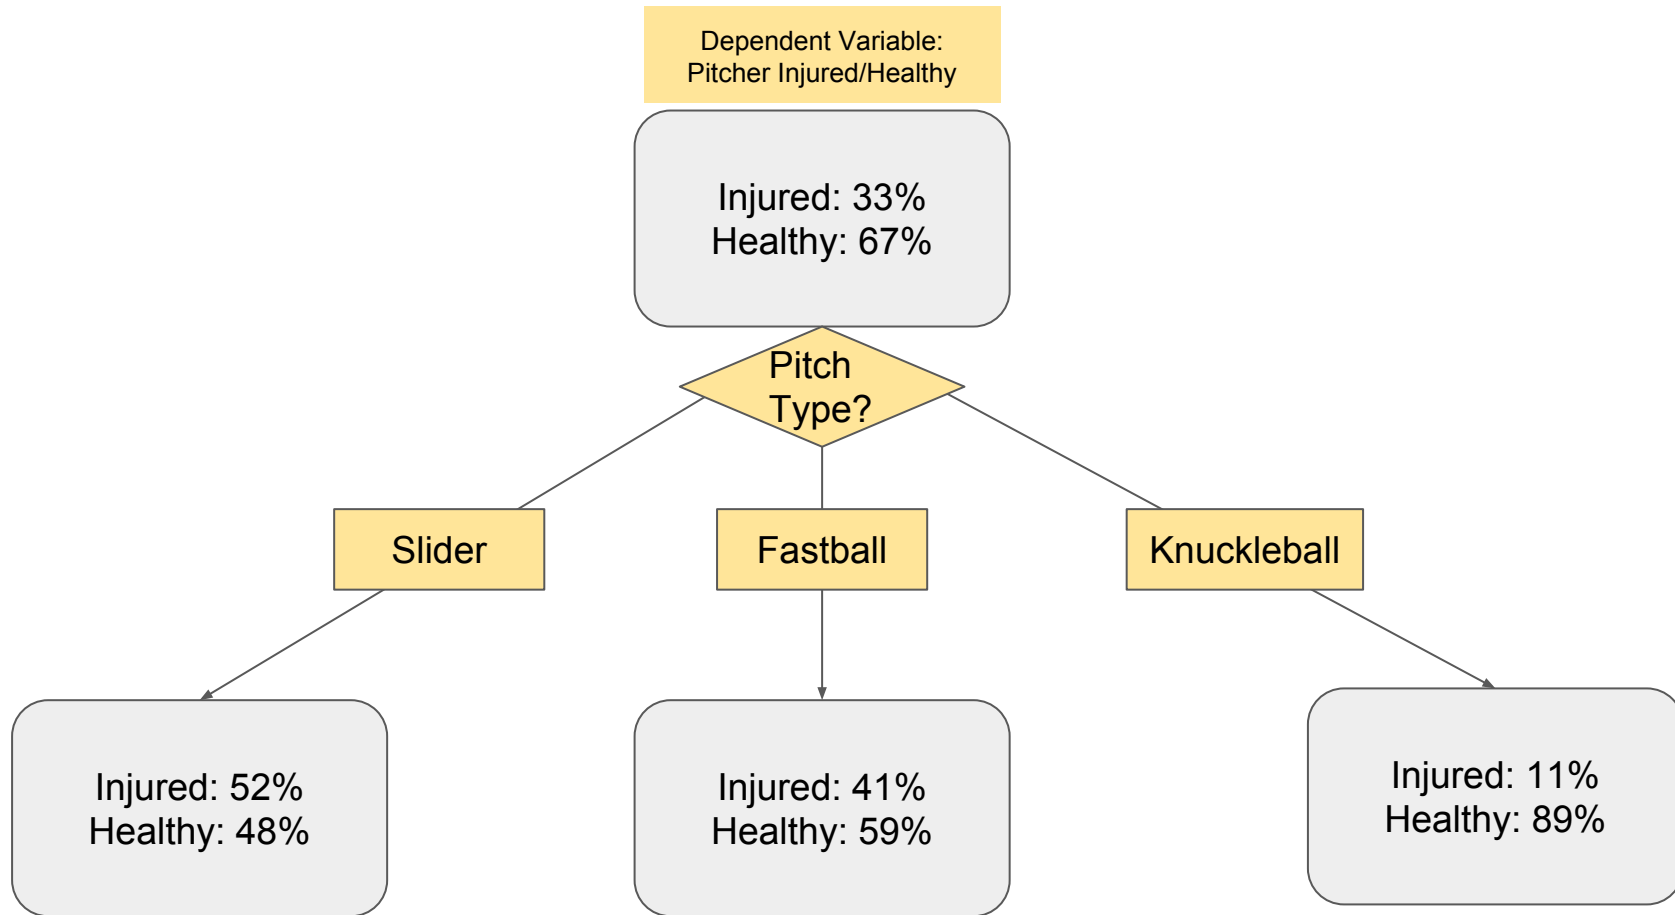 Dependent Variable:
Pitcher Injured/Healthy
Injured: 33%
Healthy: 67%
Pitch
Type?
Slider
Fastball
Knuckleball
Injured: 52%
Healthy: 48%
Injured: 41%
Healthy: 59%
Injured: 11%
Healthy: 89%